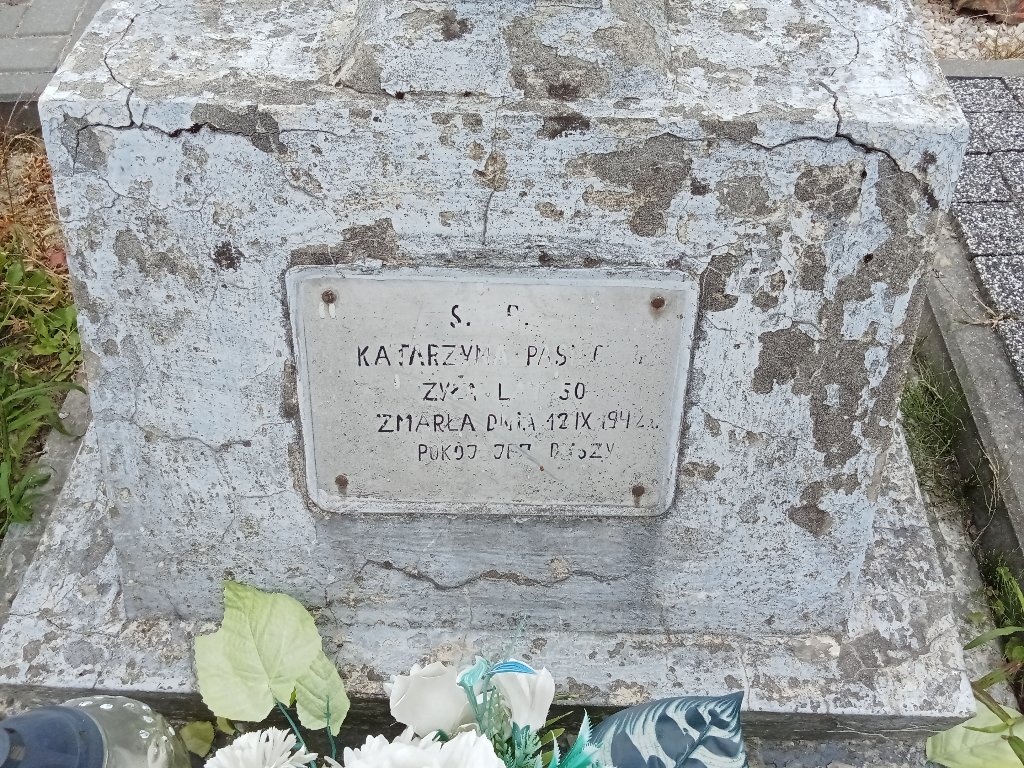 KATARZYNA
ŻYŁA L 50
ZMARŁA DNIA 12 IX 1942 R.
POKÓJ JEJ DUSZY